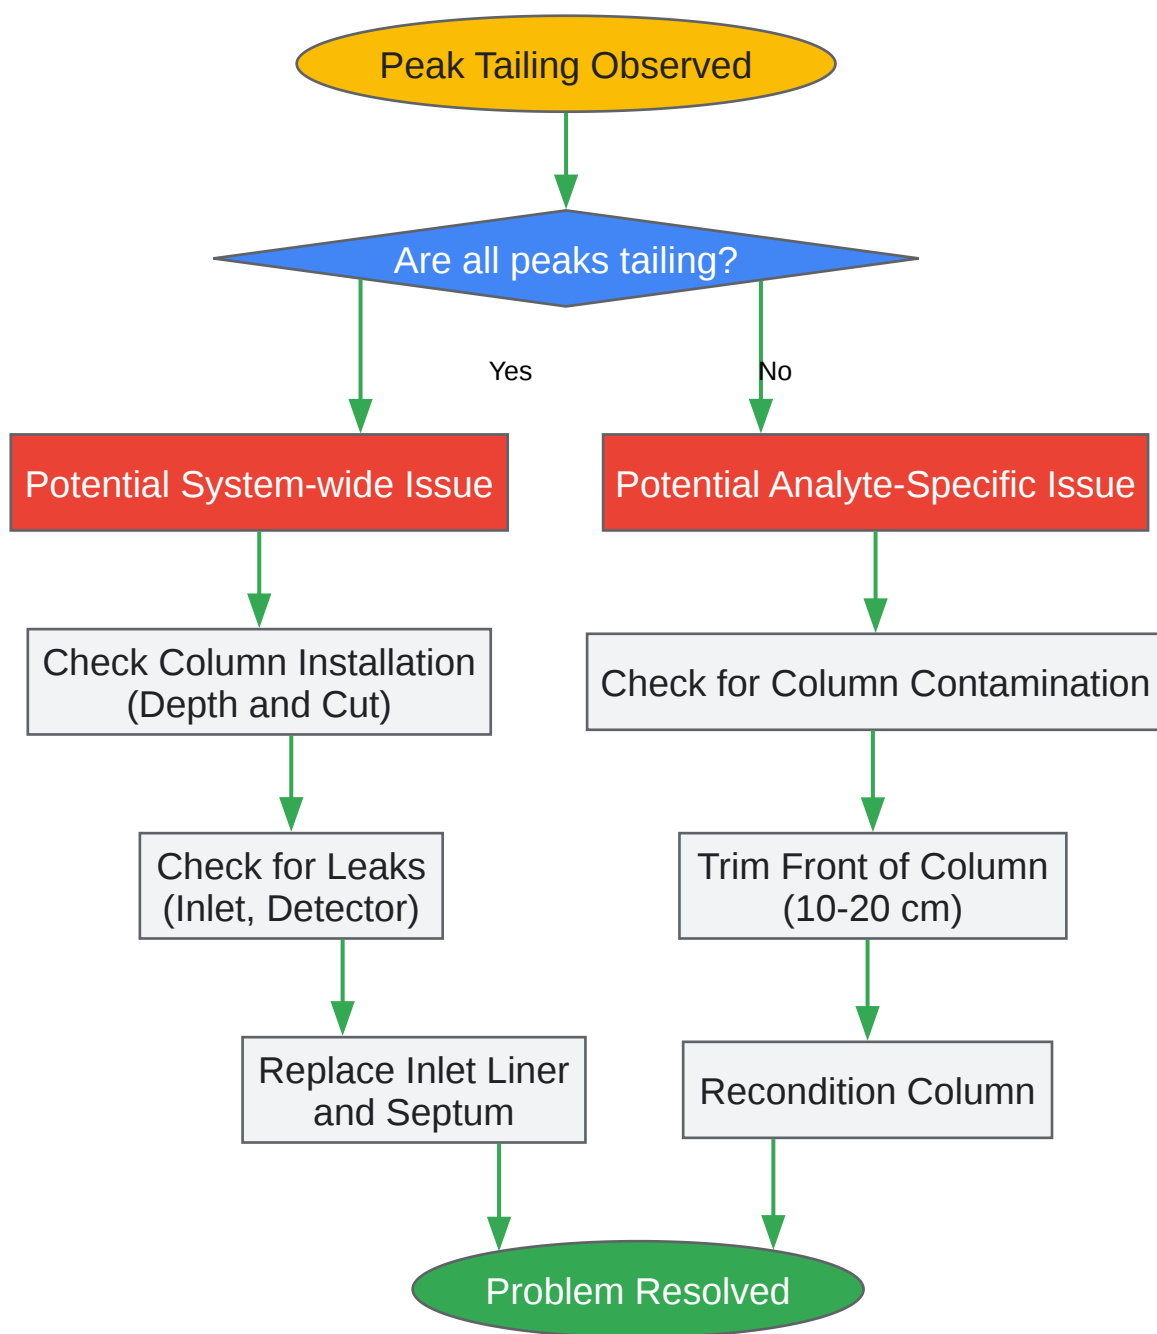 Peak Tailing Observed
Are all peaks tailing?
Yes
No
Potential System-wide Issue
Potential Analyte-Specific Issue
Check Column Installation
(Depth and Cut)
Check for Column Contamination
Check for Leaks
(Inlet, Detector)
Trim Front of Column
(10-20 cm)
Replace Inlet Liner
and Septum
Recondition Column
Problem Resolved